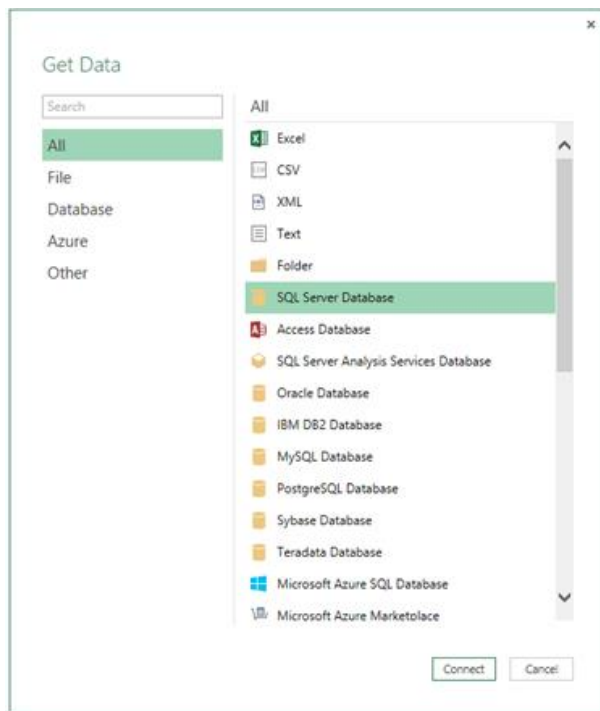 ×
Get Data
Search
All
File
Database
Azure
Other
All
Excel
CSV
XML
Text
Folder
SQL Server Database
Access Database
SQL Server Analysis Services Database
Oracle Database
IBM DB2 Database
MySQL Database
PostgreSQL Database
Sybase Database
Teradata Database
Microsoft Azure SQL Database
Microsoft Azure Marketplace
Connect
Cancel